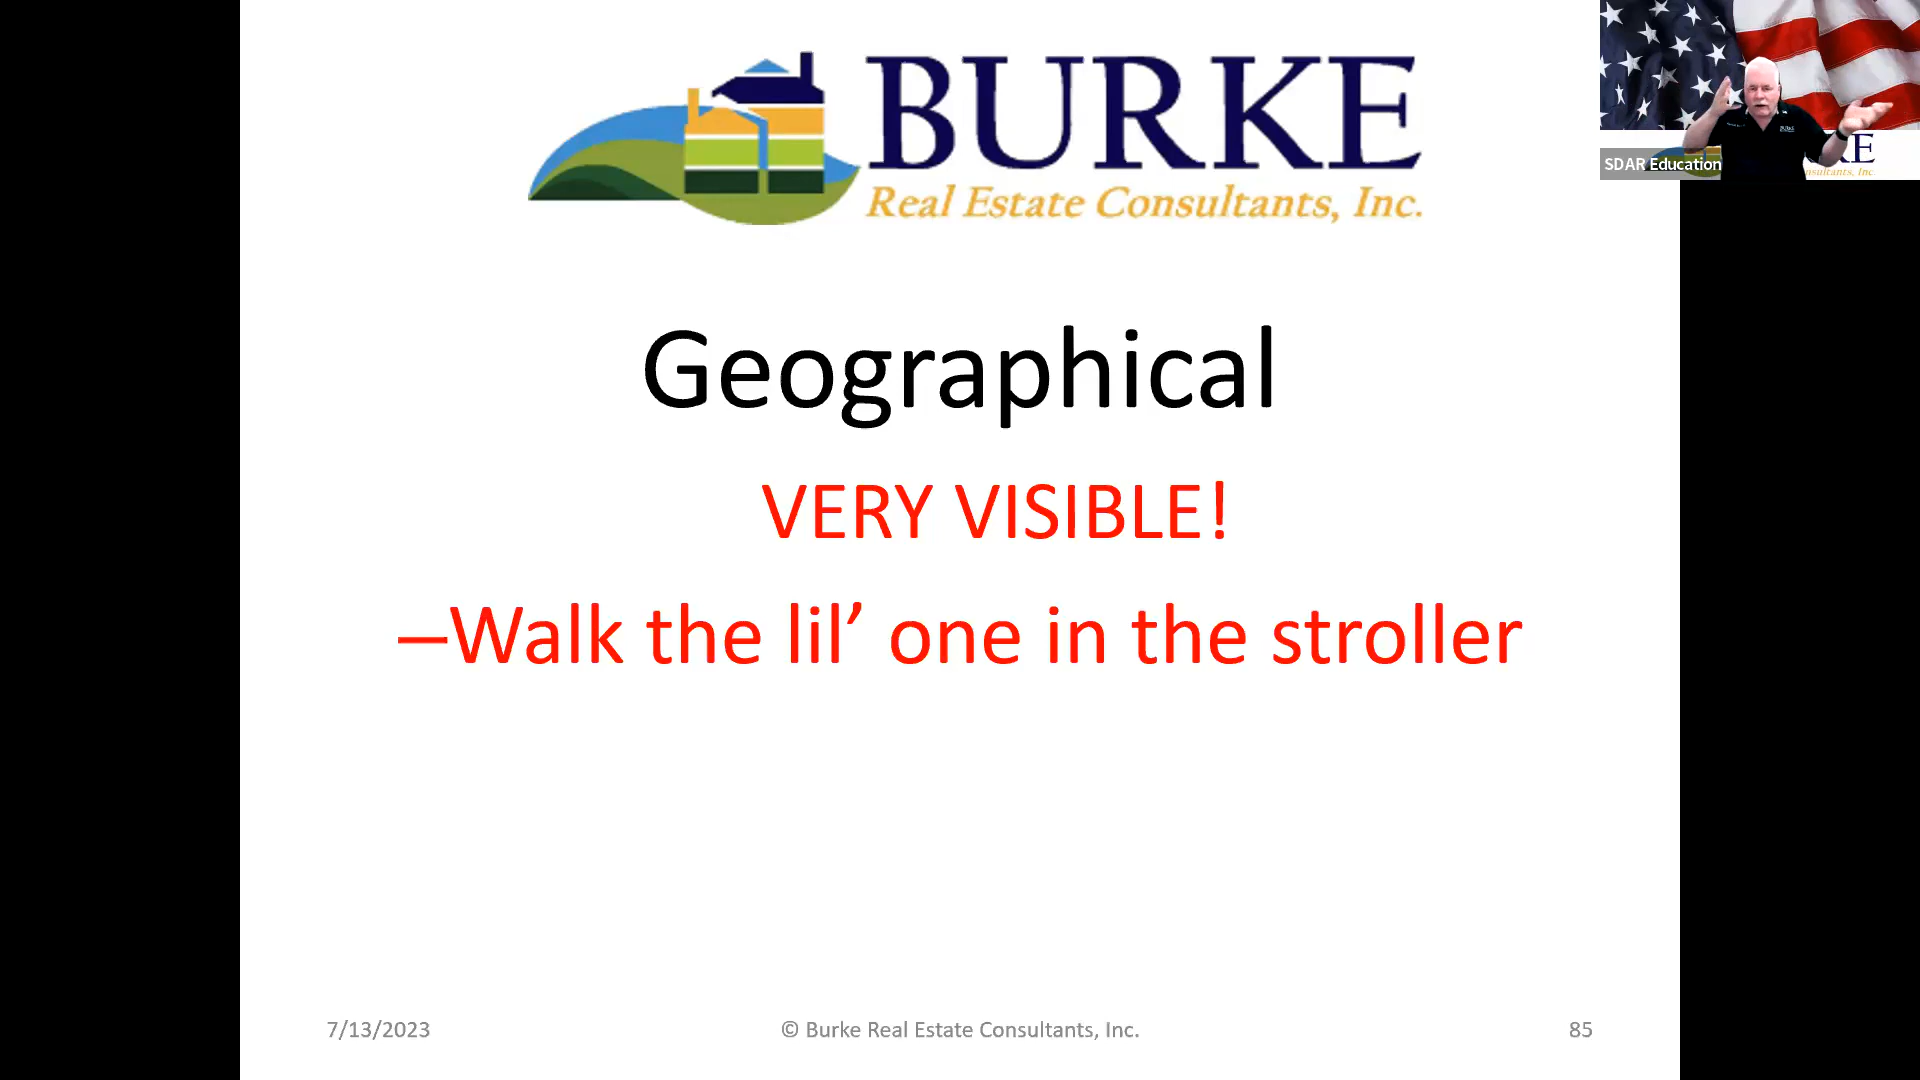 BURKE
Real Estate Consultants, Inc.
SDAR Education
Geographical
VERY VISIBLE!
–Walk the lil’ one in the stroller
7/13/2023
© Burke Real Estate Consultants, Inc.
85